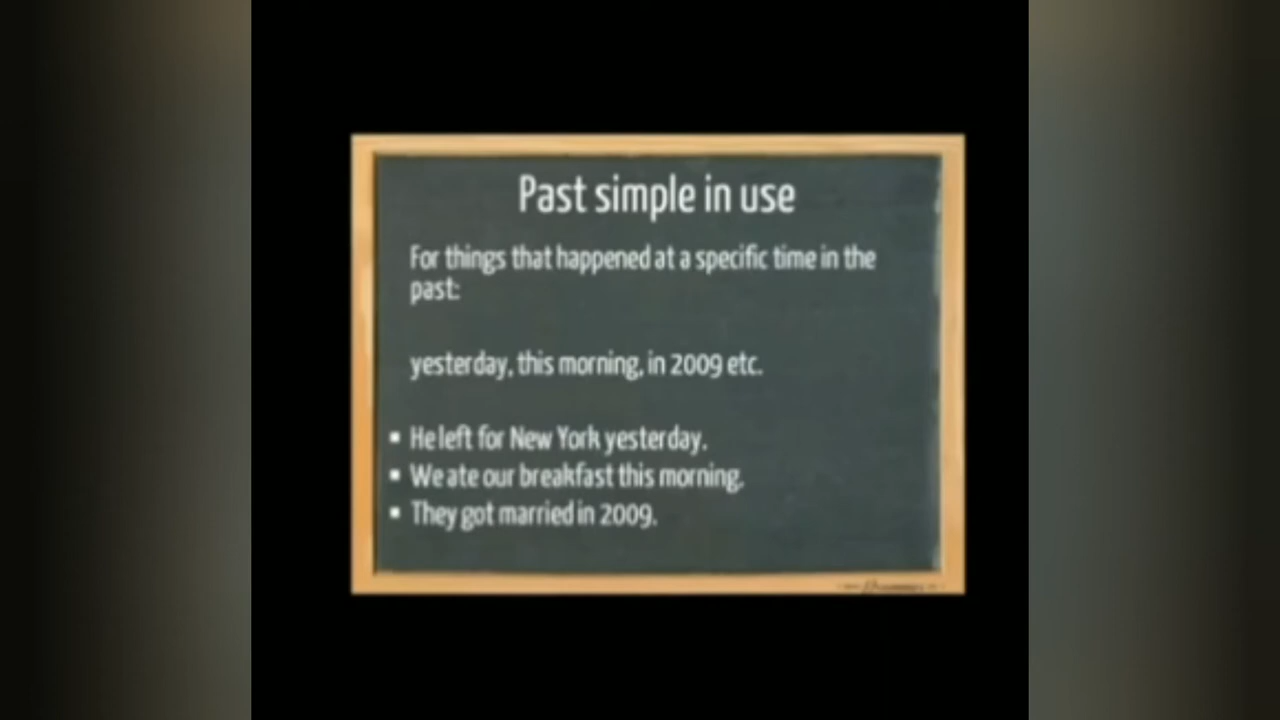 Past simple in use
For things that happened at a specific time in the
past:
yesterday, this morning, in 2009 etc.
▪ He left for New York yesterday.
▪ We ate our breakfast this morning.
▪ They got married in 2009.